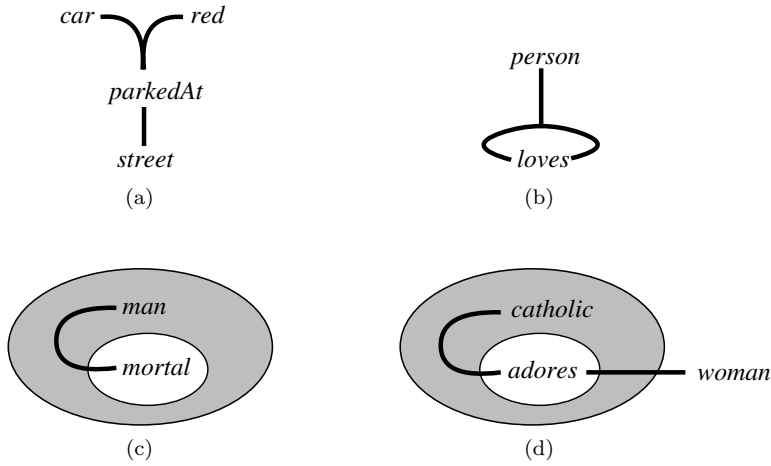 car red
parkedAt
street
(a)
person
loves
(b)
man
mortal
(c)
catholic
adores woman
(d)